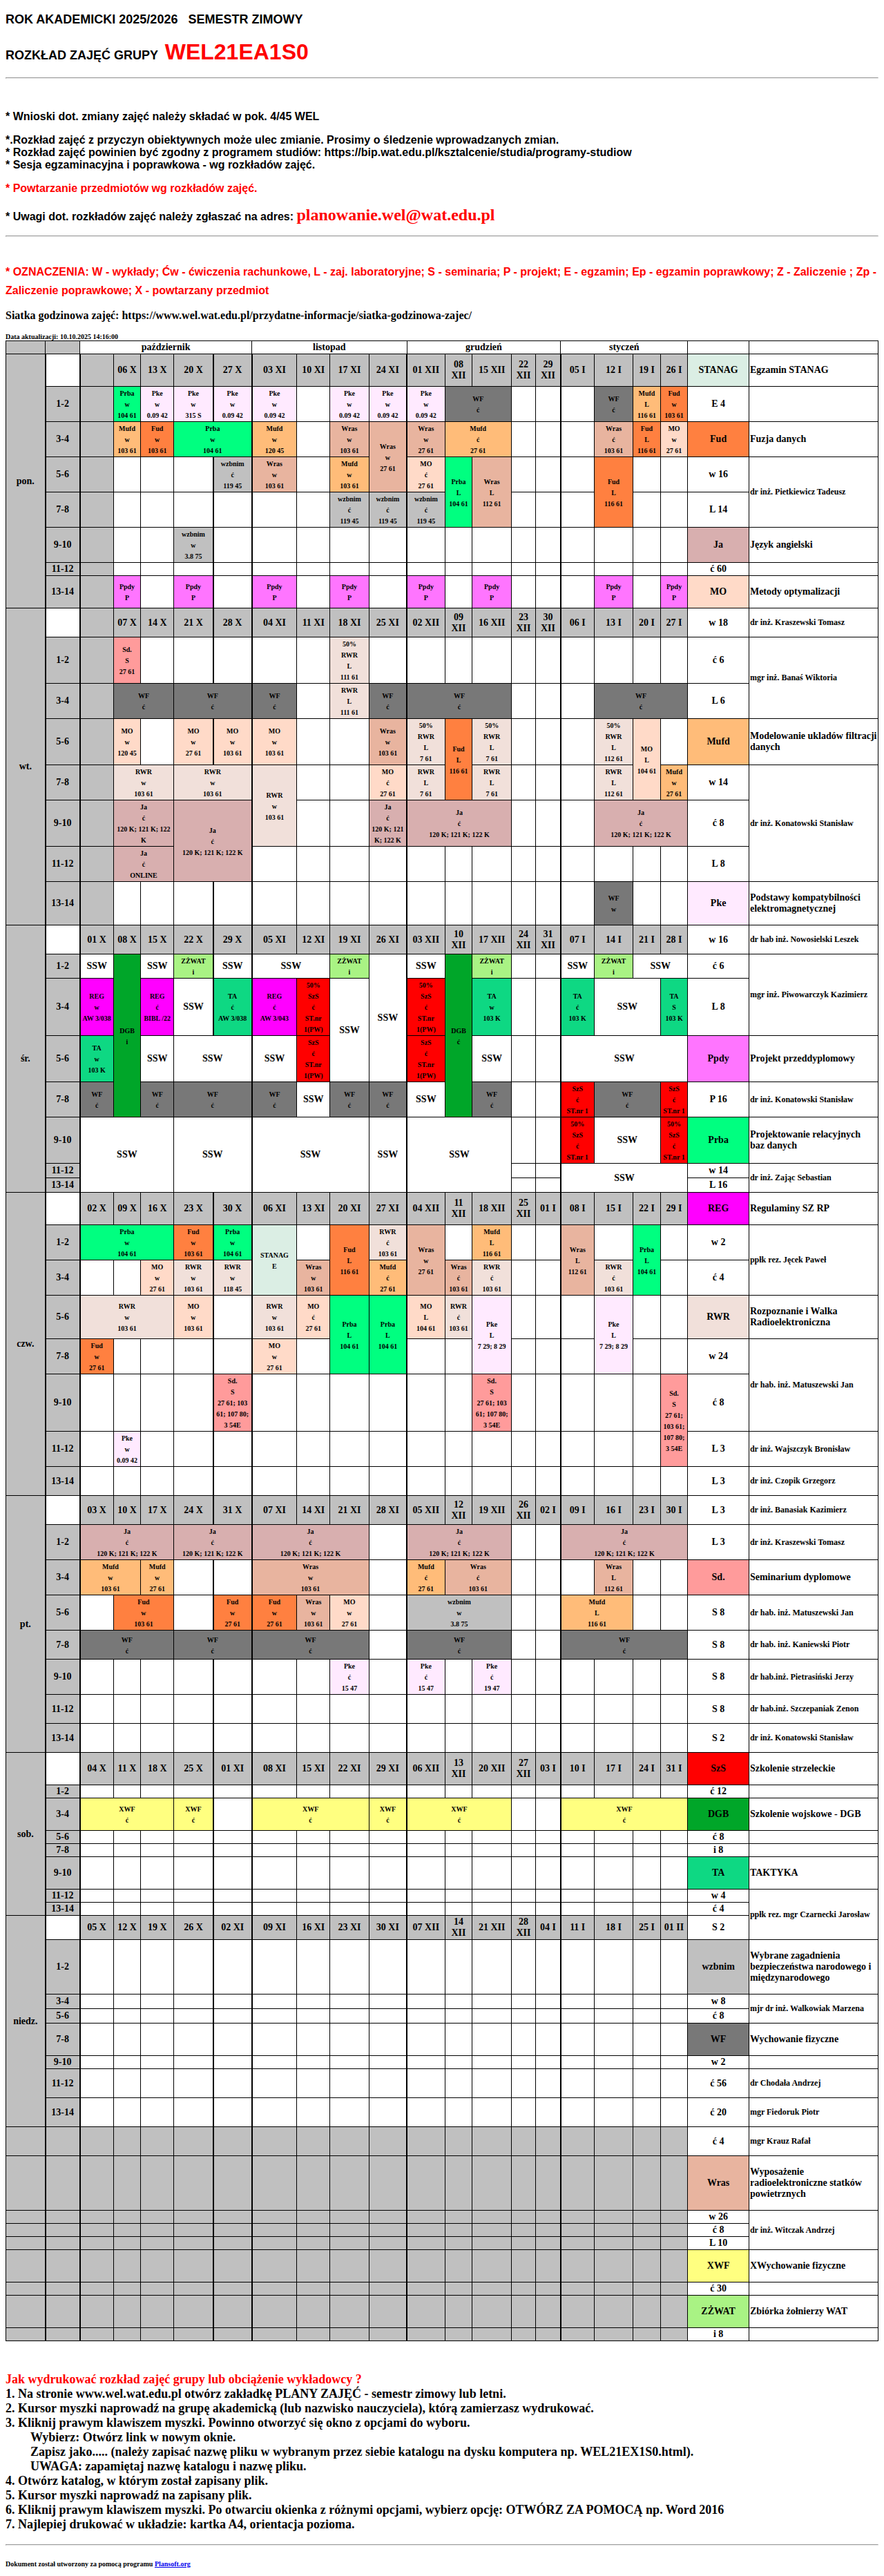 ROK AKADEMICKI 2025/2026 SEMESTR ZIMOWY
ROZKŁAD ZAJĘĆ GRUPY WEL21EA1S0
* Wnioski dot. zmiany zajęć należy składać w pok. 4/45 WEL
*.Rozkład zajęć z przyczyn obiektywnych może ulec zmianie. Prosimy o śledzenie wprowadzanych zmian.
* Rozkład zajęć powinien być zgodny z programem studiów: https://bip.wat.edu.pl/ksztalcenie/studia/programy-studiow
* Sesja egzaminacyjna i poprawkowa - wg rozkładów zajęć.
* Powtarzanie przedmiotów wg rozkładów zajęć.
* Uwagi dot. rozkładów zajęć należy zgłaszać na adres: planowanie.wel@wat.edu.pl
* OZNACZENIA: W - wykłady; Ćw - ćwiczenia rachunkowe, L - zaj. laboratoryjne; S - seminaria; P - projekt; E - egzamin; Ep - egzamin poprawkowy; Z - Zaliczenie ; Zp -
Zaliczenie poprawkowe; X - powtarzany przedmiot
Siatka godzinowa zajęć: https://www.wel.wat.edu.pl/przydatne-informacje/siatka-godzinowa-zajec/
Data aktualizacji: 10.10.2025 14:16:00
październik listopad grudzień styczeń
pon. 06 X 13 X 20 X 27 X 03 XI 10 XI 17 XI 24 XI 01 XII 08 XII 15 XII 22 XII 29 XII 05 I 12 I 19 I 26 I STANAG Egzamin STANAG
1-2 Prba w 104 61 Pke w 0.09 42 Pke w 315 S Pke w 0.09 42 Pke w 0.09 42 Pke w 0.09 42 Pke w 0.09 42 Pke w 0.09 42 WF ć WF ć Mufd L 116 61 Fud w 103 61 E 4
3-4 Mufd w 103 61 Fud w 103 61 Prba w 104 61 Mufd w 120 45 Wras w 103 61 Wras w 27 61 Wras w 27 61 Mufd ć 27 61 Wras ć 103 61 Fud L 116 61 MO w 27 61 Fud Fuzja danych
5-6 wzbnim ć 119 45 Wras w 103 61 Mufd w 103 61 MO ć 27 61 Prba L 104 61 Wras L 112 61 Fud L 116 61 w 16 dr inż. Pietkiewicz Tadeusz
7-8 wzbnim ć 119 45 wzbnim ć 119 45 wzbnim ć 119 45 L 14
9-10 wzbnim w 3.8 75 Ja Język angielski
11-12 ć 60
13-14 Ppdy P Ppdy P Ppdy P Ppdy P Ppdy P Ppdy P Ppdy P Ppdy P MO Metody optymalizacji
wt. 07 X 14 X 21 X 28 X 04 XI 11 XI 18 XI 25 XI 02 XII 09 XII 16 XII 23 XII 30 XII 06 I 13 I 20 I 27 I w 18 dr inż. Kraszewski Tomasz
1-2 Sd. S 27 61 50% RWR L 111 61 ć 6 mgr inż. Banaś Wiktoria
3-4 WF ć WF ć WF ć RWR L 111 61 WF ć WF ć WF ć L 6
5-6 MO w 120 45 MO w 27 61 MO w 103 61 MO w 103 61 Wras w 103 61 50% RWR L 7 61 Fud L 116 61 50% RWR L 7 61 50% RWR L 112 61 MO L 104 61 Mufd Modelowanie układów filtracji danych
7-8 RWR w 103 61 RWR w 103 61 RWR w 103 61 MO ć 27 61 RWR L 7 61 RWR L 7 61 RWR L 112 61 Mufd w 27 61 w 14 dr inż. Konatowski Stanisław
9-10 Ja ć 120 K; 121 K; 122 K Ja ć 120 K; 121 K; 122 K Ja ć 120 K; 121 K; 122 K Ja ć 120 K; 121 K; 122 K Ja ć 120 K; 121 K; 122 K ć 8
11-12 Ja ć ONLINE L 8
13-14 WF w Pke Podstawy kompatybilności elektromagnetycznej
śr. 01 X 08 X 15 X 22 X 29 X 05 XI 12 XI 19 XI 26 XI 03 XII 10 XII 17 XII 24 XII 31 XII 07 I 14 I 21 I 28 I w 16 dr hab inż. Nowosielski Leszek
1-2 SSW DGB i SSW ZŻWAT i SSW SSW ZŻWAT i SSW SSW DGB ć ZŻWAT i SSW ZŻWAT i SSW ć 6 mgr inż. Piwowarczyk Kazimierz
3-4 REG w AW 3/038 REG ć BIBL /22 SSW TA ć AW 3/038 REG ć AW 3/043 50% SzS ć ST.nr 1(FW) SSW 50% SzS ć ST.nr 1(FW) TA w 103 K TA ć 103 K SSW TA S 103 K L 8
5-6 TA w 103 K SSW SSW SSW SzS ć ST.nr 1(FW) SzS ć ST.nr 1(FW) SSW SSW Ppdy Projekt przeddyplomowy
7-8 WF ć WF ć WF ć WF ć SSW WF ć WF ć SSW WF ć SzS ć ST.nr 1 WF ć SzS ć ST.nr 1 P 16 dr inż. Konatowski Stanisław
9-10 SSW SSW SSW SSW SSW 50% SzS ć ST.nr 1 SSW 50% SzS ć ST.nr 1 Prba Projektowanie relacyjnych baz danych
11-12 SSW w 14 dr inż. Zając Sebastian
13-14 L 16
czw. 02 X 09 X 16 X 23 X 30 X 06 XI 13 XI 20 XI 27 XI 04 XII 11 XII 18 XII 25 XII 01 I 08 I 15 I 22 I 29 I REG Regulaminy SZ RP
1-2 Prba w 104 61 Fud w 103 61 Prba w 104 61 STANAG E Fud L 116 61 RWR ć 103 61 Wras w 27 61 Mufd L 116 61 Wras L 112 61 Prba L 104 61 w 2 ppłk rez. Jęcek Paweł
3-4 MO w 27 61 RWR w 103 61 RWR w 118 45 Wras w 103 61 Mufd ć 27 61 Wras ć 103 61 RWR ć 103 61 RWR ć 103 61 ć 4
5-6 RWR w 103 61 MO w 103 61 RWR w 103 61 MO ć 27 61 Prba L 104 61 Prba L 104 61 MO L 104 61 RWR ć 103 61 Pke L 7 29; 8 29 Pke L 7 29; 8 29 RWR Rozpoznanie i Walka Radioelektroniczna
7-8 Fud w 27 61 MO w 27 61 w 24 dr hab. inż. Matuszewski Jan
9-10 Sd. S 27 61; 103 61; 107 80; 3 54E Sd. S 27 61; 103 61; 107 80; 3 54E Sd. S 27 61; 103 61; 107 80; 3 54E ć 8
11-12 Pke w 0.09 42 L 3 dr inż. Wajszczyk Bronisław
13-14 L 3 dr inż. Czopik Grzegorz
pt. 03 X 10 X 17 X 24 X 31 X 07 XI 14 XI 21 XI 28 XI 05 XII 12 XII 19 XII 26 XII 02 I 09 I 16 I 23 I 30 I L 3 dr inż. Banasiak Kazimierz
1-2 Ja ć 120 K; 121 K; 122 K Ja ć 120 K; 121 K; 122 K Ja ć 120 K; 121 K; 122 K Ja ć 120 K; 121 K; 122 K Ja ć 120 K; 121 K; 122 K L 3 dr inż. Kraszewski Tomasz
3-4 Mufd w 103 61 Mufd w 27 61 Wras w 103 61 Mufd ć 27 61 Wras ć 103 61 Wras L 112 61 Sd. Seminarium dyplomowe
5-6 Fud w 103 61 Fud w 27 61 Fud w 27 61 Wras w 103 61 MO w 27 61 wzbnim w 3.8 75 Mufd L 116 61 S 8 dr hab. inż. Matuszewski Jan
7-8 WF ć WF ć WF ć WF ć WF ć S 8 dr hab. inż. Kaniewski Piotr
9-10 Pke ć 15 47 Pke ć 15 47 Pke ć 19 47 S 8 dr hab.inż. Pietrasiński Jerzy
11-12 S 8 dr hab.inż. Szczepaniak Zenon
13-14 S 2 dr inż. Konatowski Stanisław
sob. 04 X 11 X 18 X 25 X 01 XI 08 XI 15 XI 22 XI 29 XI 06 XII 13 XII 20 XII 27 XII 03 I 10 I 17 I 24 I 31 I SzS Szkolenie strzeleckie
1-2 ć 12
3-4 XWF ć XWF ć XWF ć XWF ć XWF ć XWF ć DGB Szkolenie wojskowe - DGB
5-6 ć 8
7-8 i 8
9-10 TA TAKTYKA
11-12 w 4 ppłk rez. mgr Czarnecki Jarosław
13-14 ć 4
niedz. 05 X 12 X 19 X 26 X 02 XI 09 XI 16 XI 23 XI 30 XI 07 XII 14 XII 21 XII 28 XII 04 I 11 I 18 I 25 I 01 II S 2
1-2 wzbnim Wybrane zagadnienia bezpieczeństwa narodowego i międzynarodowego
3-4 w 8 mjr dr inż. Walkowiak Marzena
5-6 ć 8
7-8 WF Wychowanie fizyczne
9-10 w 2
11-12 ć 56 dr Chodała Andrzej
13-14 ć 20 mgr Fiedoruk Piotr
ć 4 mgr Krauz Rafał
Wras Wyposażenie radioelektroniczne statków powietrznych
w 26 dr inż. Witczak Andrzej
ć 8
L 10
XWF XWychowanie fizyczne
ć 30
ZŻWAT Zbiórka żołnierzy WAT
i 8
Jak wydrukować rozkład zajęć grupy lub obciążenie wykładowcy ?
1. Na stronie www.wel.wat.edu.pl otwórz zakładkę PLANY ZAJĘĆ - semestr zimowy lub letni.
2. Kursor myszki naprowadź na grupę akademicką (lub nazwisko nauczyciela), którą zamierzasz wydrukować.
3. Kliknij prawym klawiszem myszki. Powinno otworzyć się okno z opcjami do wyboru.
Wybierz: Otwórz link w nowym oknie.
Zapisz jako..... (należy zapisać nazwę pliku w wybranym przez siebie katalogu na dysku komputera np. WEL21EX1S0.html).
UWAGA: zapamiętaj nazwę katalogu i nazwę pliku.
4. Otwórz katalog, w którym został zapisany plik.
5. Kursor myszki naprowadź na zapisany plik.
6. Kliknij prawym klawiszem myszki. Po otwarciu okienka z różnymi opcjami, wybierz opcję: OTWÓRZ ZA POMOCĄ np. Word 2016
7. Najlepiej drukować w układzie: kartka A4, orientacja pozioma.
Dokument został utworzony za pomocą programu Plansoft.org